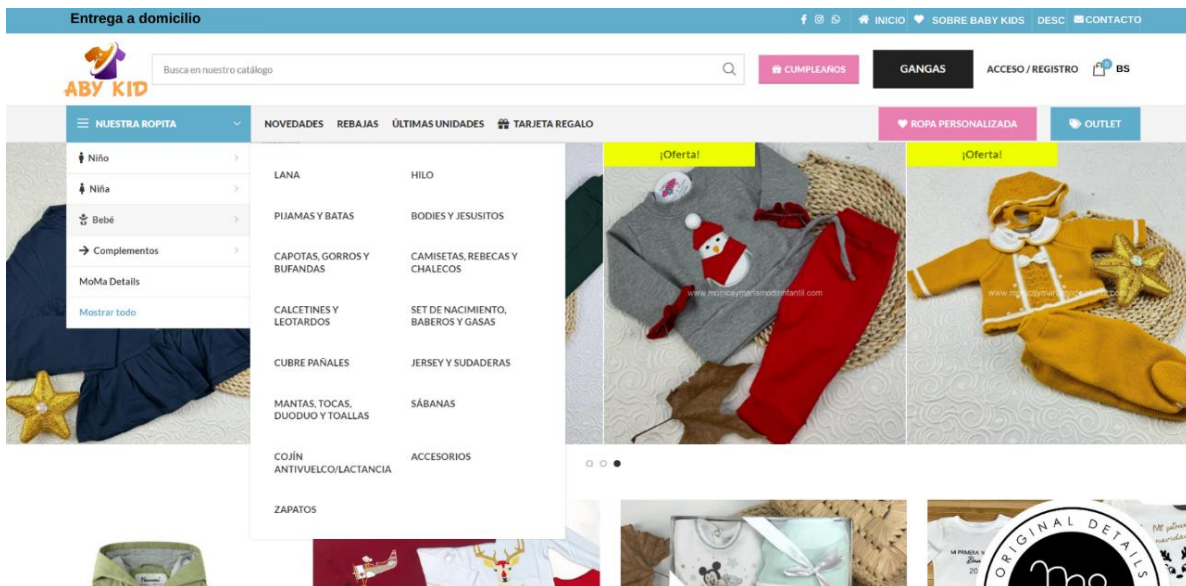 Entrega a domicilio
INICIO SOBRE BABY KIDS DESC CONTACTO
ABY KID
Busca en nuestro catálogo
CUMPLEAÑOS
GANGAS
ACCESO / REGISTRO
0
BS
NUESTRA ROPITA
NOVEDADES REBAJAS ÚLTIMAS UNIDADES TARJETA REGALO
ROPA PERSONALIZADA
OUTLET
Niño
Niña
Bebé
Complementos
MoMa Details
Mostrar todo
LANA
HILO
PIJAMAS Y BATAS
BODIES Y JESUSITOS
CAPOTAS, GORROS Y
BUFANDAS
CAMISETAS, REBECAS Y
CHALECOS
CALCETINES Y
LEOTARDOS
SET DE NACIMIENTO,
BABEROS Y GASAS
CUBRE PAÑALES
JERSEY Y SUDADERAS
MANTAS, TOCAS,
DUODUO Y TOALLAS
SÁBANAS
COJÍN
ANTIVUELCO/LACTANCIA
ACCESORIOS
ZAPATOS
¡Oferta!
¡Oferta!
www.monicaymariamodainfantil.com
ORIGINAL DETAILS